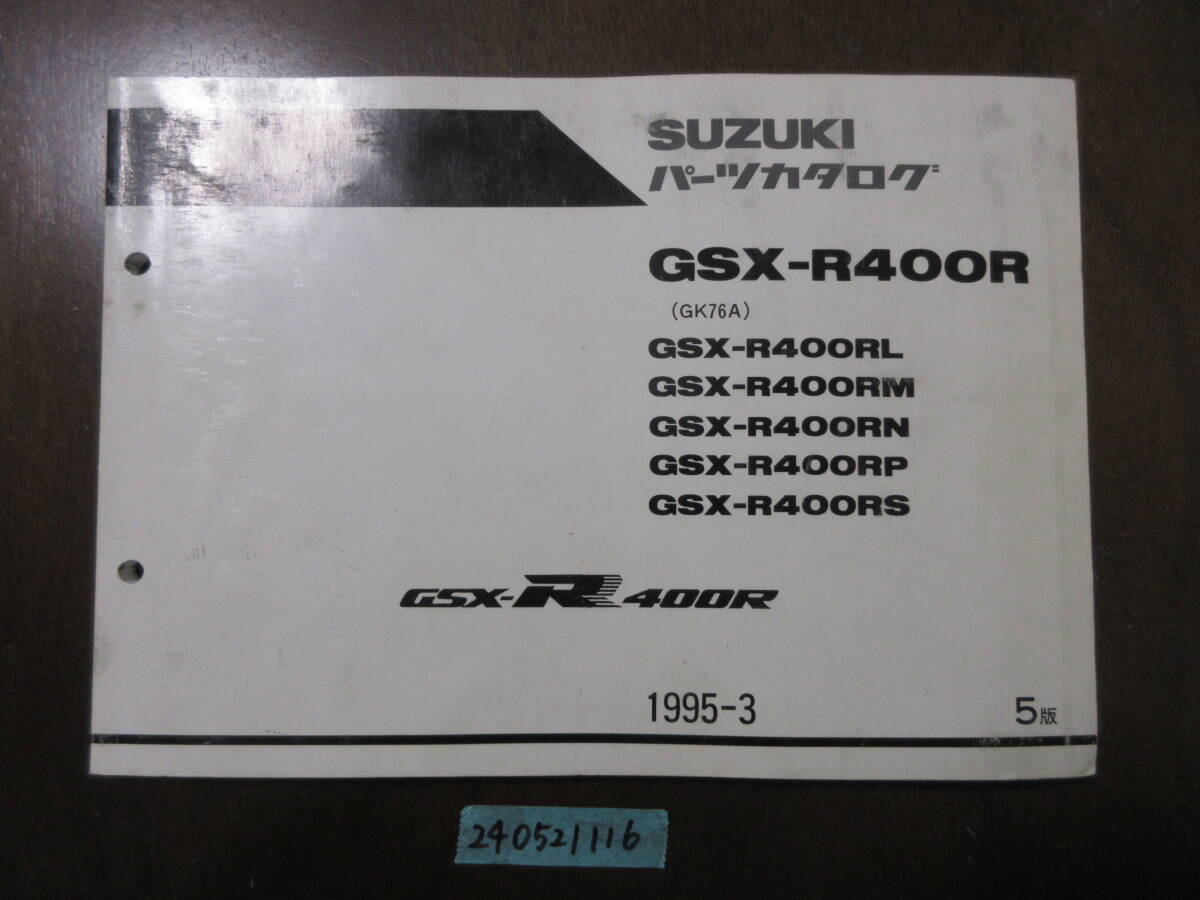 SUZUKI
パーツカタログ
GSX-R400R
(GK76A)
GSX-R400RL
GSX-R400RM
GSX-R400RN
GSX-R400RP
GSX-R400RS
GSX-R400R
1995-3
5版
240521116